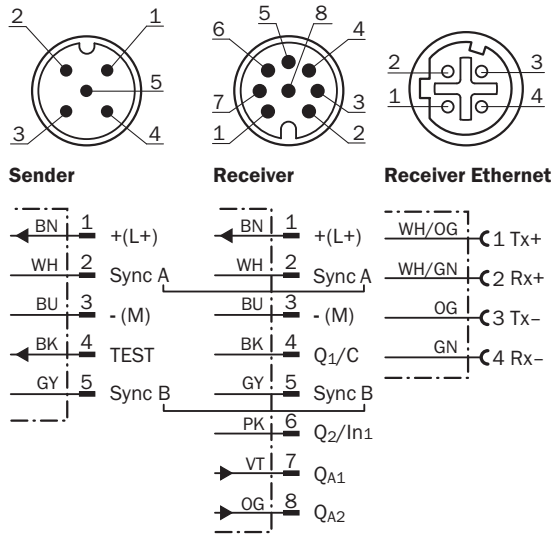 2 1 5 3 4
5 8 6 4 7 3 1 2
2 3 1 4
Sender
Receiver
Receiver Ethernet
BN 1 +(L+)
WH 2 Sync A
BU 3 - (M)
BK 4 TEST
GY 5 Sync B
BN 1 +(L+)
WH 2 Sync A
BU 3 - (M)
BK 4 Q1/C
GY 5 Sync B
PK 6 Q2/In1
VT 7 QA1
OG 8 QA2
WH/OG 1 Tx+
WH/GN 2 Rx+
OG 3 Tx–
GN 4 Rx–